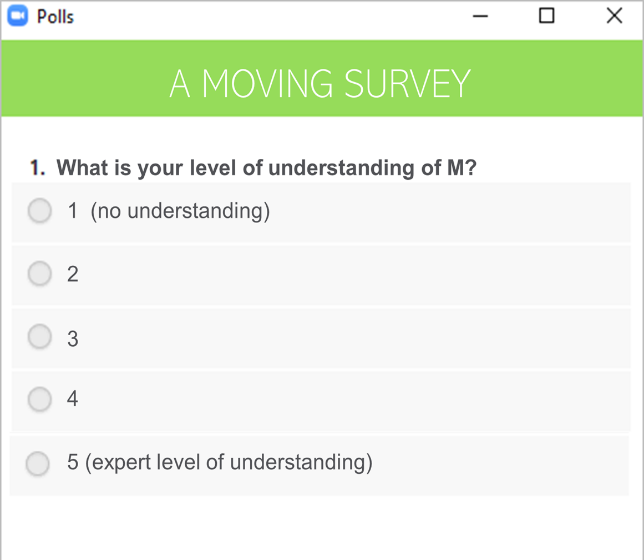 Polls
A MOVING SURVEY
1. What is your level of understanding of M?
1 (no understanding)
2
3
4
5 (expert level of understanding)